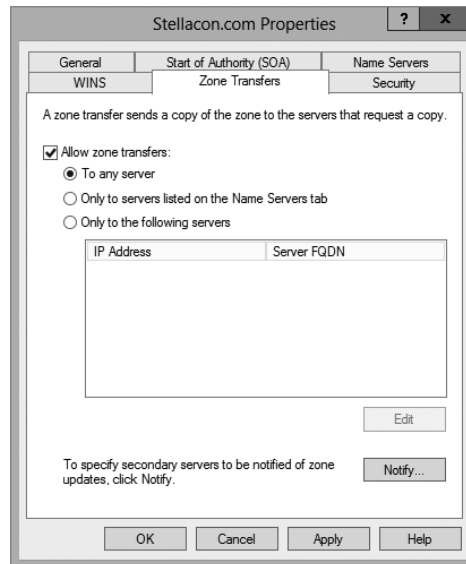 Stellacon.com Properties
? x
General Start of Authority (SOA) Name Servers
WINS Zone Transfers Security
A zone transfer sends a copy of the zone to the servers that request a copy.
Allow zone transfers:
To any server
Only to servers listed on the Name Servers tab
Only to the following servers
IP Address Server FQDN
Edit
To specify secondary servers to be notified of zone
updates, click Notify.
Notify...
OK Cancel Apply Help